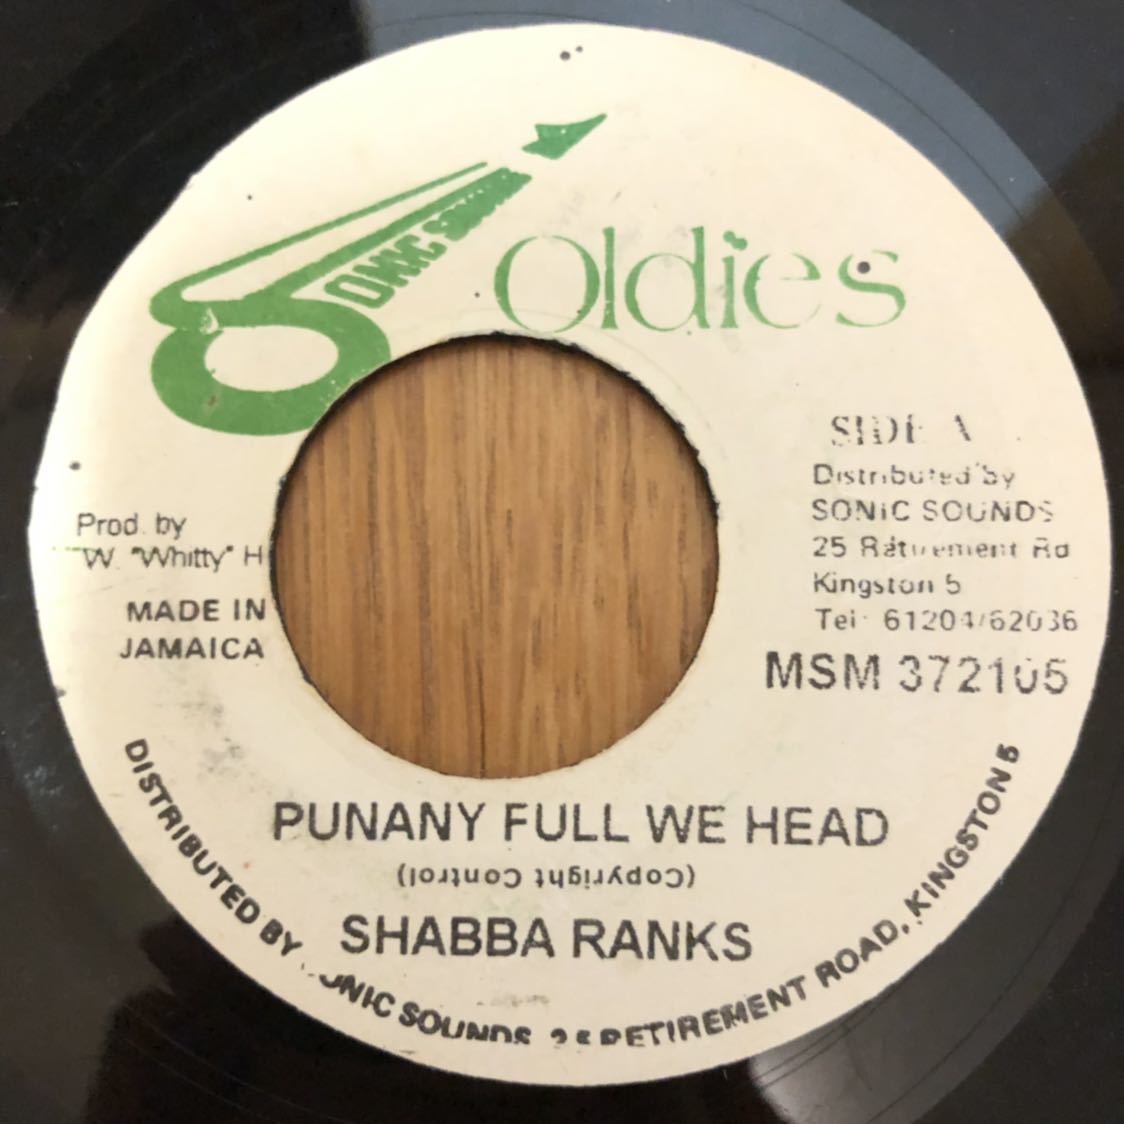 SONIC SOUNDS
Oldies
SIDE A
Distributed by
SONIC SOUNDS
25 Retirement Rd
Kingston 5
Tel: 61204/62036
MSM 372105
Prod. by
W. "Whitty" H
MADE IN
JAMAICA
PUNANY FULL WE HEAD
(Copyright Control)
SHABBA RANKS
DISTRIBUTED BY SONIC SOUNDS, 25 RETIREMENT ROAD, KINGSTON 5